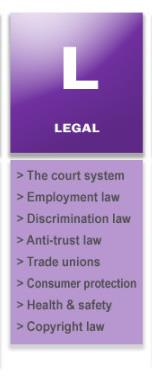 L
LEGAL
> The court system
> Employment law
> Discrimination law
> Anti-trust law
> Trade unions
> Consumer protection
> Health & safety
> Copyright law